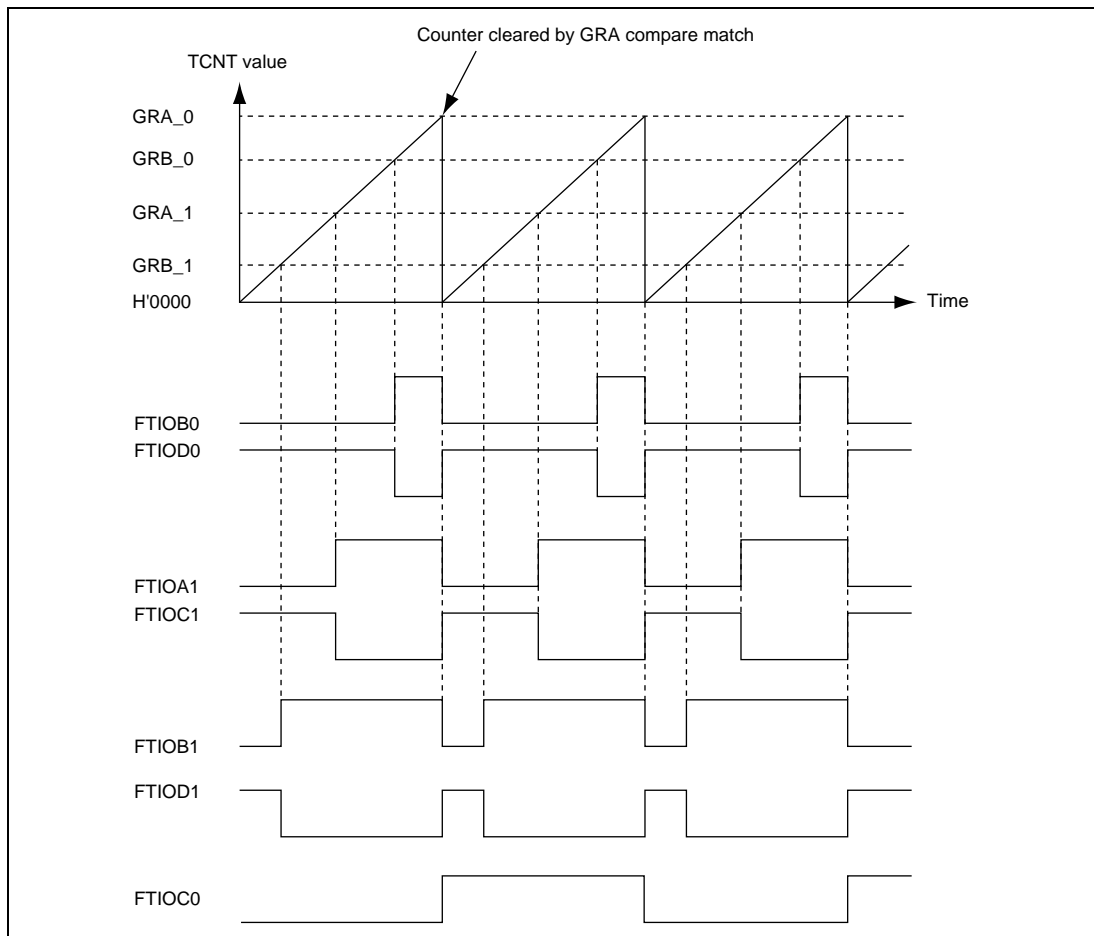 Counter cleared by GRA compare match
TCNT value
GRA_0
GRB_0
GRA_1
GRB_1
H'0000
Time
FTIOB0
FTIOD0
FTIOA1
FTIOC1
FTIOB1
FTIOD1
FTIOC0